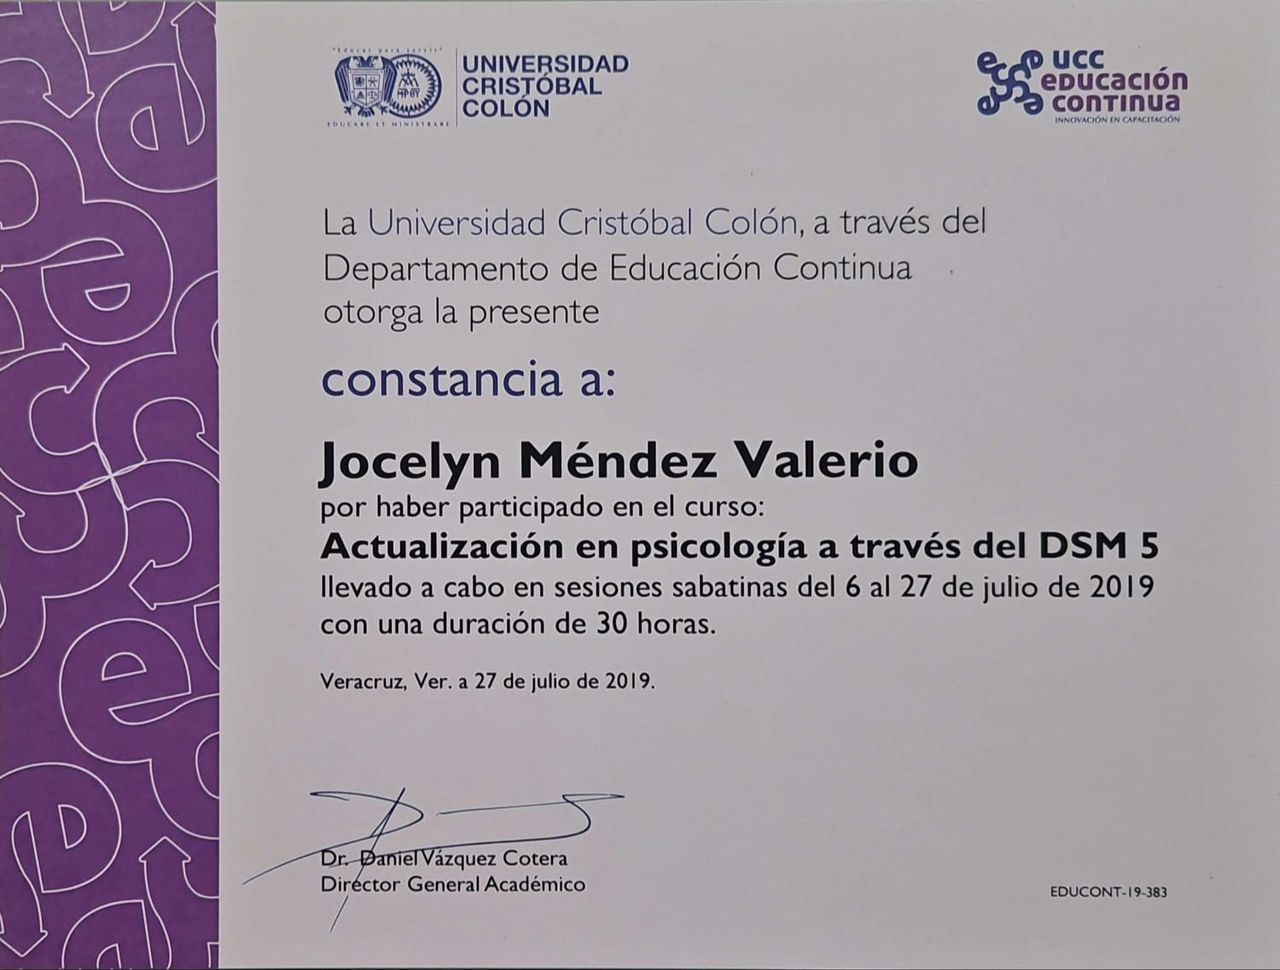 "Educar para servir"
EDUCARE ET MINISTRARE
UNIVERSIDAD
CRISTÓBAL
COLÓN
UCC
educación
continua
INNOVACIÓN EN CAPACITACIÓN
La Universidad Cristóbal Colón, a través del
Departamento de Educación Continua
otorga la presente
constancia a:
Jocelyn Méndez Valerio
por haber participado en el curso:
Actualización en psicología a través del DSM 5
llevado a cabo en sesiones sabatinas del 6 al 27 de julio de 2019
con una duración de 30 horas.
Veracruz, Ver. a 27 de julio de 2019.
Dr. Daniel Vázquez Cotera
Director General Académico
EDUCONT-19-383